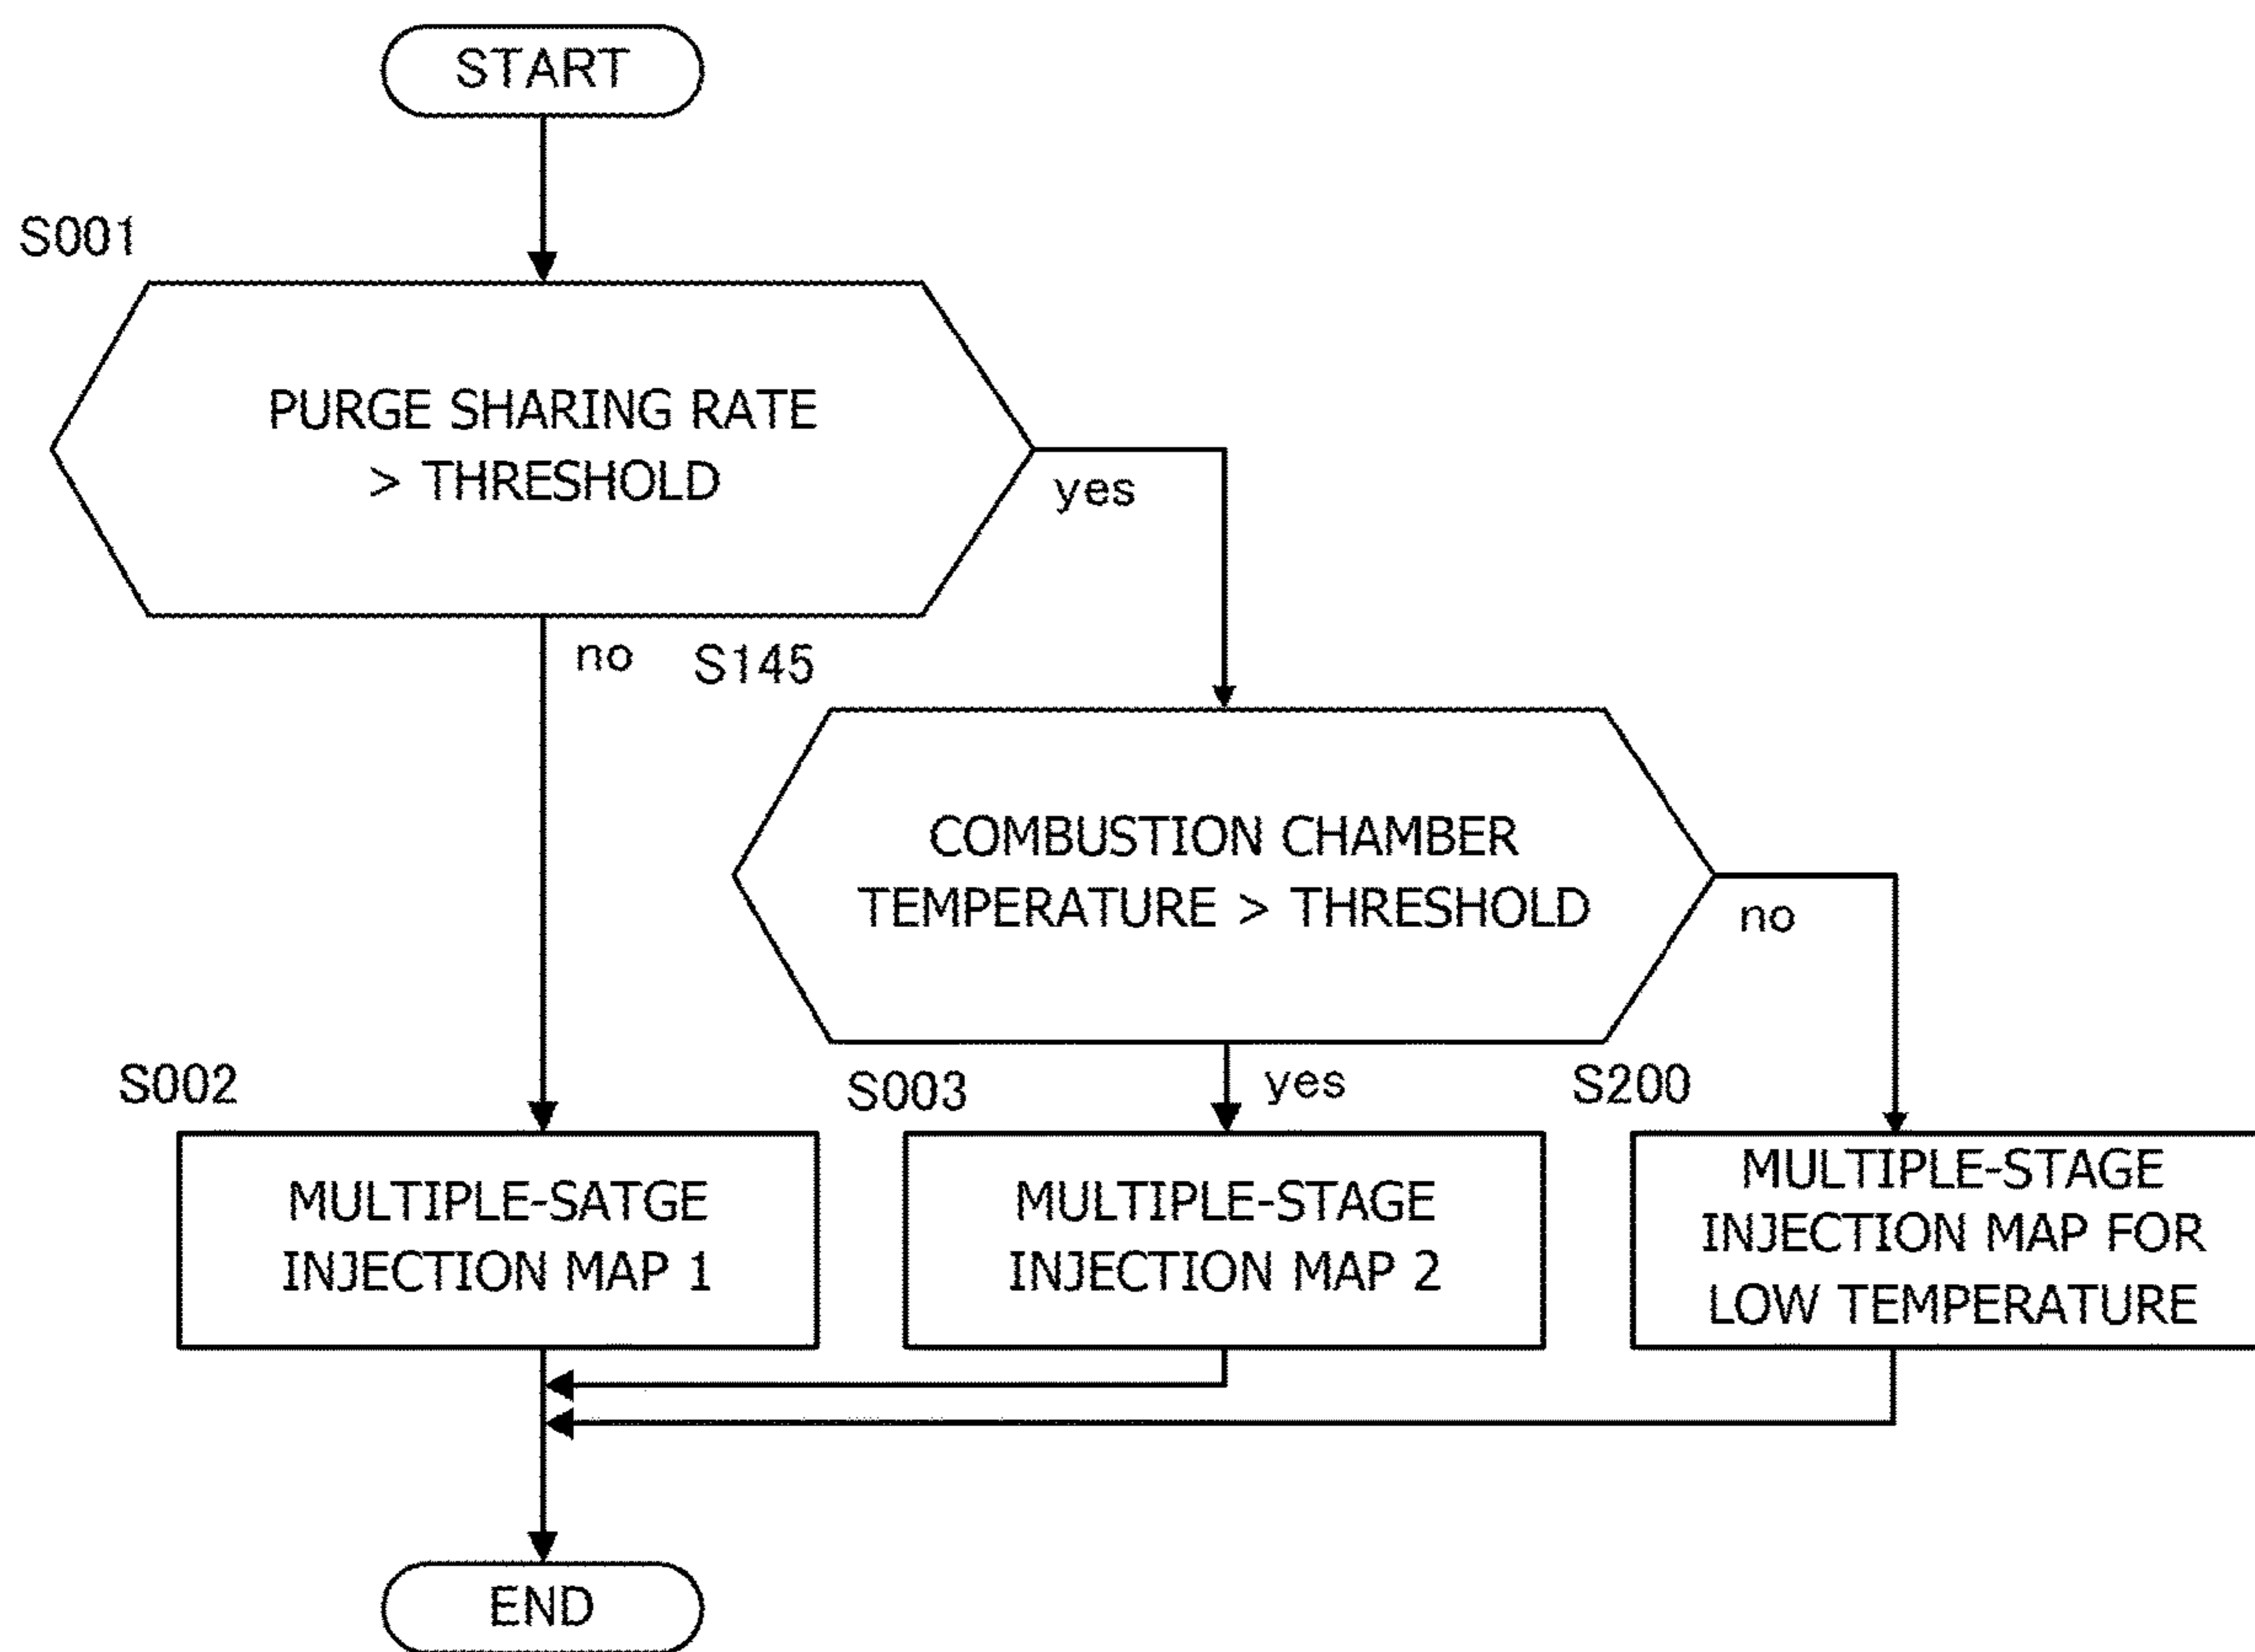 START
S001
PURGE SHARING RATE
> THRESHOLD
yes
no
S145
COMBUSTION CHAMBER
TEMPERATURE > THRESHOLD
no
yes
S002
MULTIPLE-SATGE
INJECTION MAP 1
S003
MULTIPLE-STAGE
INJECTION MAP 2
S200
MULTIPLE-STAGE
INJECTION MAP FOR
LOW TEMPERATURE
END